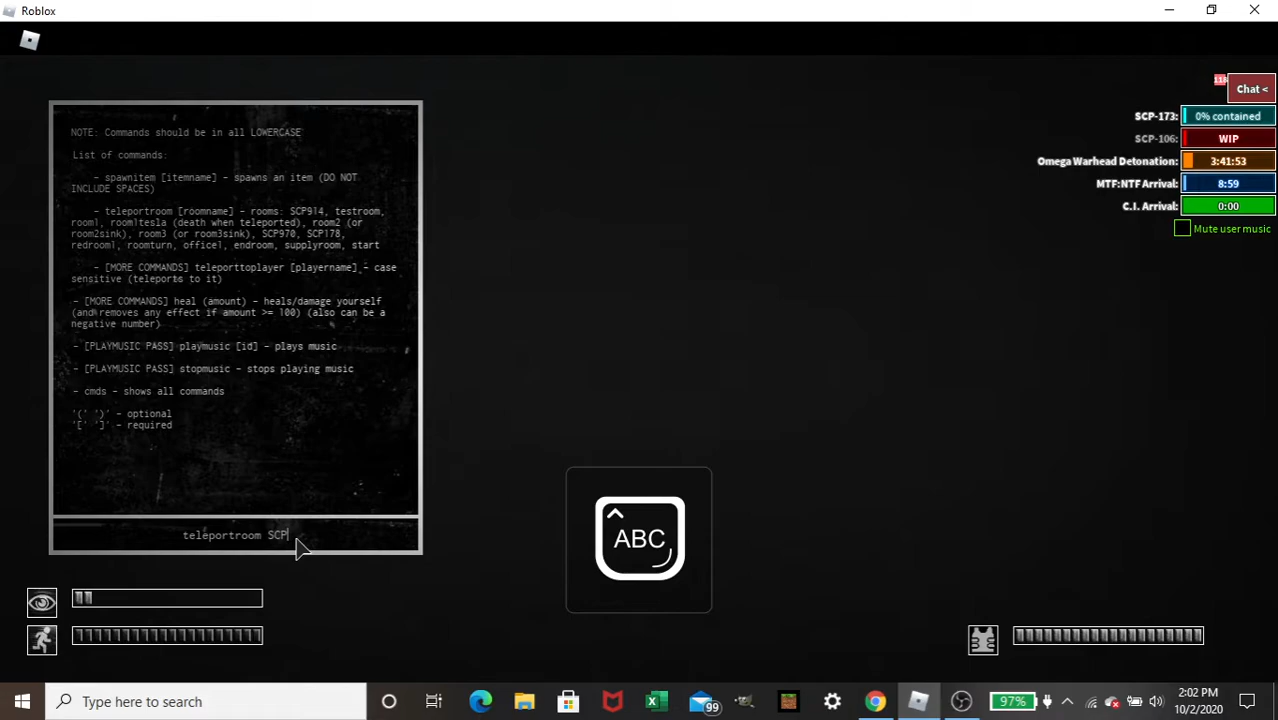 Roblox
118
Chat <
SCP-173: 0% contained
SCP-106: WIP
Omega Warhead Detonation: 3:41:53
MTF:NTF Arrival: 8:59
C.I. Arrival: 0:00
Mute user music
NOTE: Commands should be in all LOWERCASE
List of commands:
- spawnitem [itemname] - spawns an item (DO NOT
INCLUDE SPACES)
- teleportroom [roomname] - rooms: SCP914, testroom,
room1, room1tesla (death when teleported), room2 (or
room2sink), room3 (or room3sink), SCP970, SCP178,
redroom1, roomturn, office1, endroom, supplyroom, start
- [MORE COMMANDS] teleporttoplayer [playername] - case
sensitive (teleports to it)
- [MORE COMMANDS] heal (amount) - heals/damage yourself
(and removes any effect if amount >= 100) (also can be a
negative number)
- [PLAYMUSIC PASS] playmusic [id] - plays music
- [PLAYMUSIC PASS] stopmusic - stops playing music
- cmds - shows all commands
'(' ')' - optional
'[' ']' - required
teleportroom SCP
ABC
Type here to search
99
97%
2:02 PM
10/2/2020